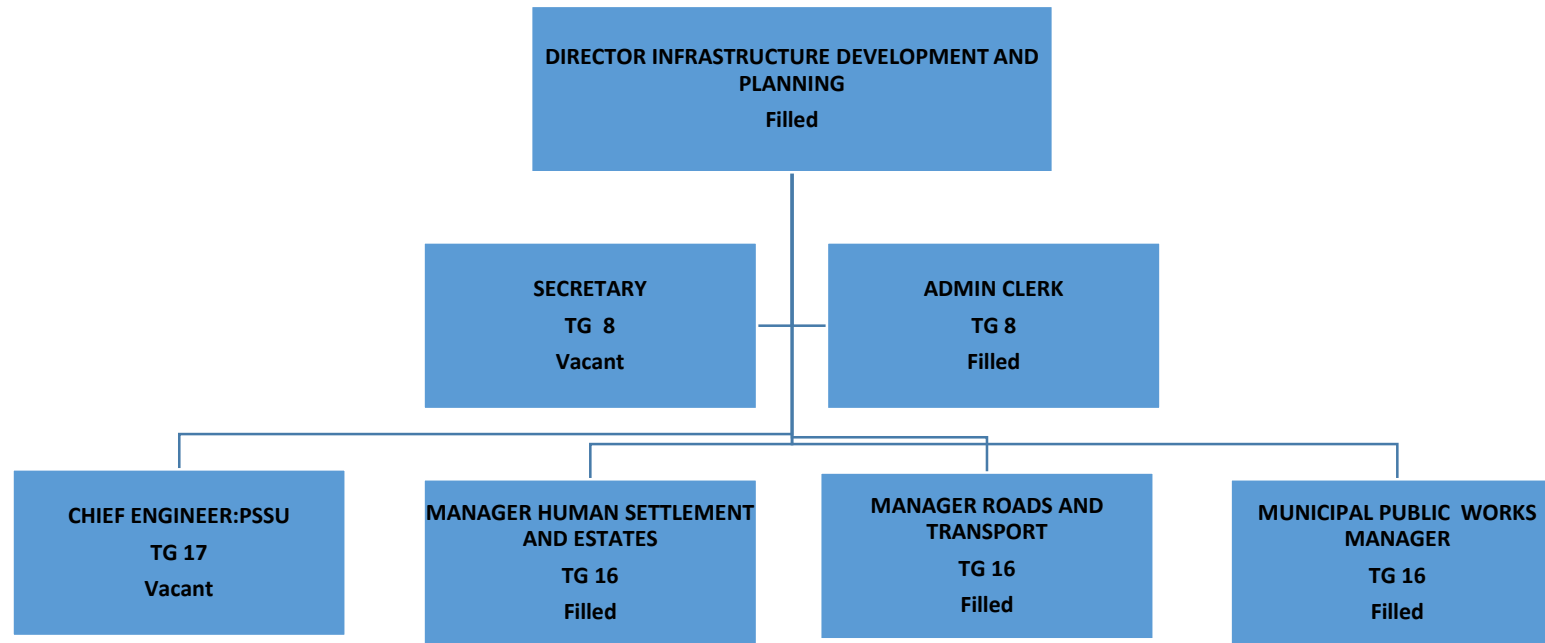 DIRECTOR INFRASTRUCTURE DEVELOPMENT AND
PLANNING
Filled
SECRETARY
TG  8
Vacant
ADMIN CLERK
TG 8
Filled
CHIEF ENGINEER:PSSU
TG 17
Vacant
MANAGER HUMAN SETTLEMENT
AND ESTATES
TG 16
Filled
MANAGER ROADS AND
TRANSPORT
TG 16
Filled
MUNICIPAL PUBLIC  WORKS
MANAGER
TG 16
Filled